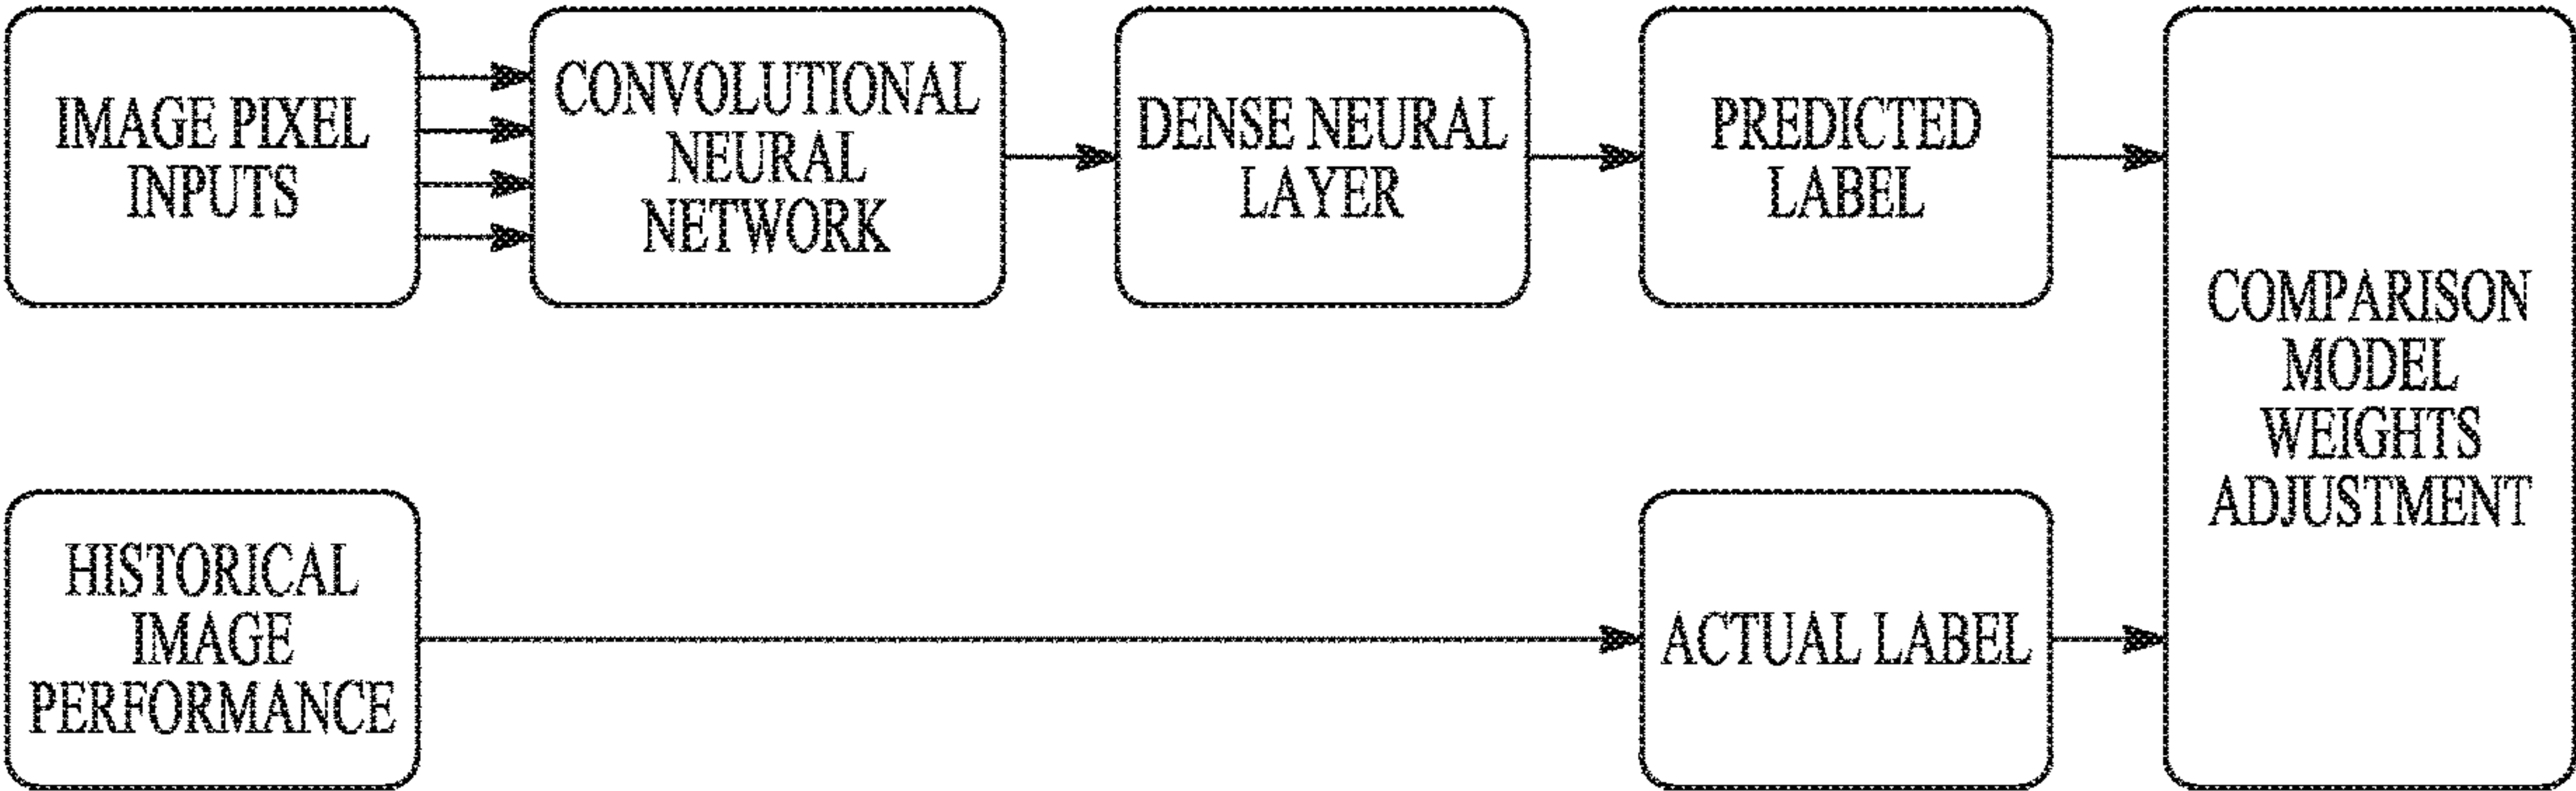 IMAGE PIXEL
INPUTS
CONVOLUTIONAL
NEURAL
NETWORK
DENSE NEURAL
LAYER
PREDICTED
LABEL
COMPARISON
MODEL
WEIGHTS
ADJUSTMENT
HISTORICAL
IMAGE
PERFORMANCE
ACTUAL LABEL